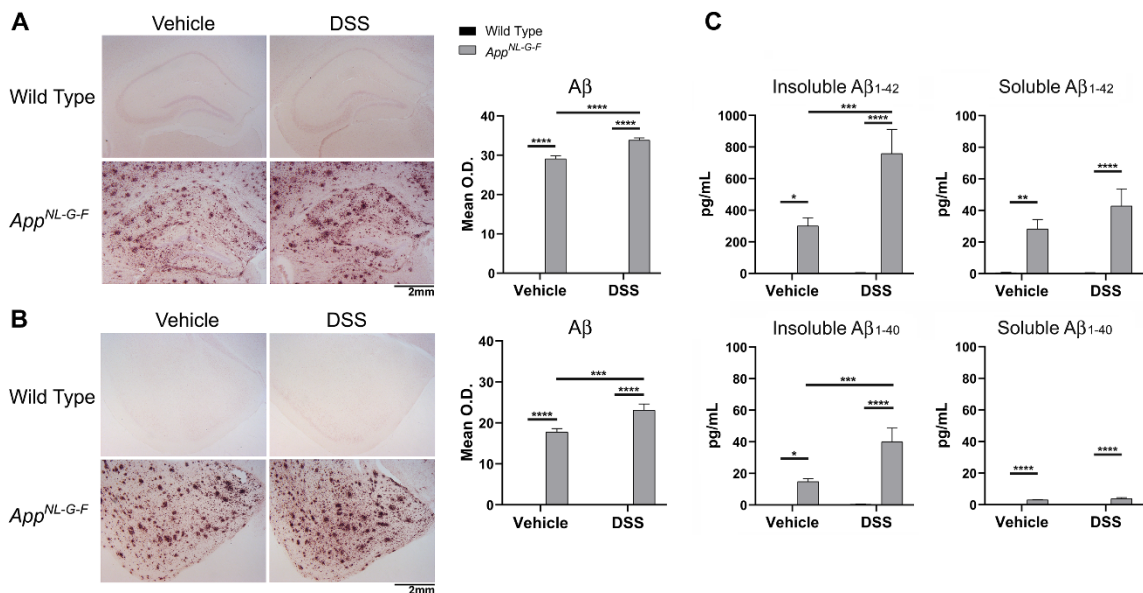 A
Vehicle
DSS
Wild Type
App NL-G-F
2mm
Wild Type
App NL-G-F
Aβ
****
****
****
Mean O.D.
40
30
20
10
0
Vehicle
DSS
B
Vehicle
DSS
Wild Type
App NL-G-F
2mm
Aβ
***
****
****
Mean O.D.
40
30
20
10
0
Vehicle
DSS
C
Insoluble Aβ1-42
***
****
*
pg/mL
1000
800
600
400
200
0
Vehicle
DSS
Soluble Aβ1-42
****
**
pg/mL
100
80
60
40
20
0
Vehicle
DSS
Insoluble Aβ1-40
***
****
*
pg/mL
100
80
60
40
20
0
Vehicle
DSS
Soluble Aβ1-40
****
****
pg/mL
100
80
60
40
20
0
Vehicle
DSS